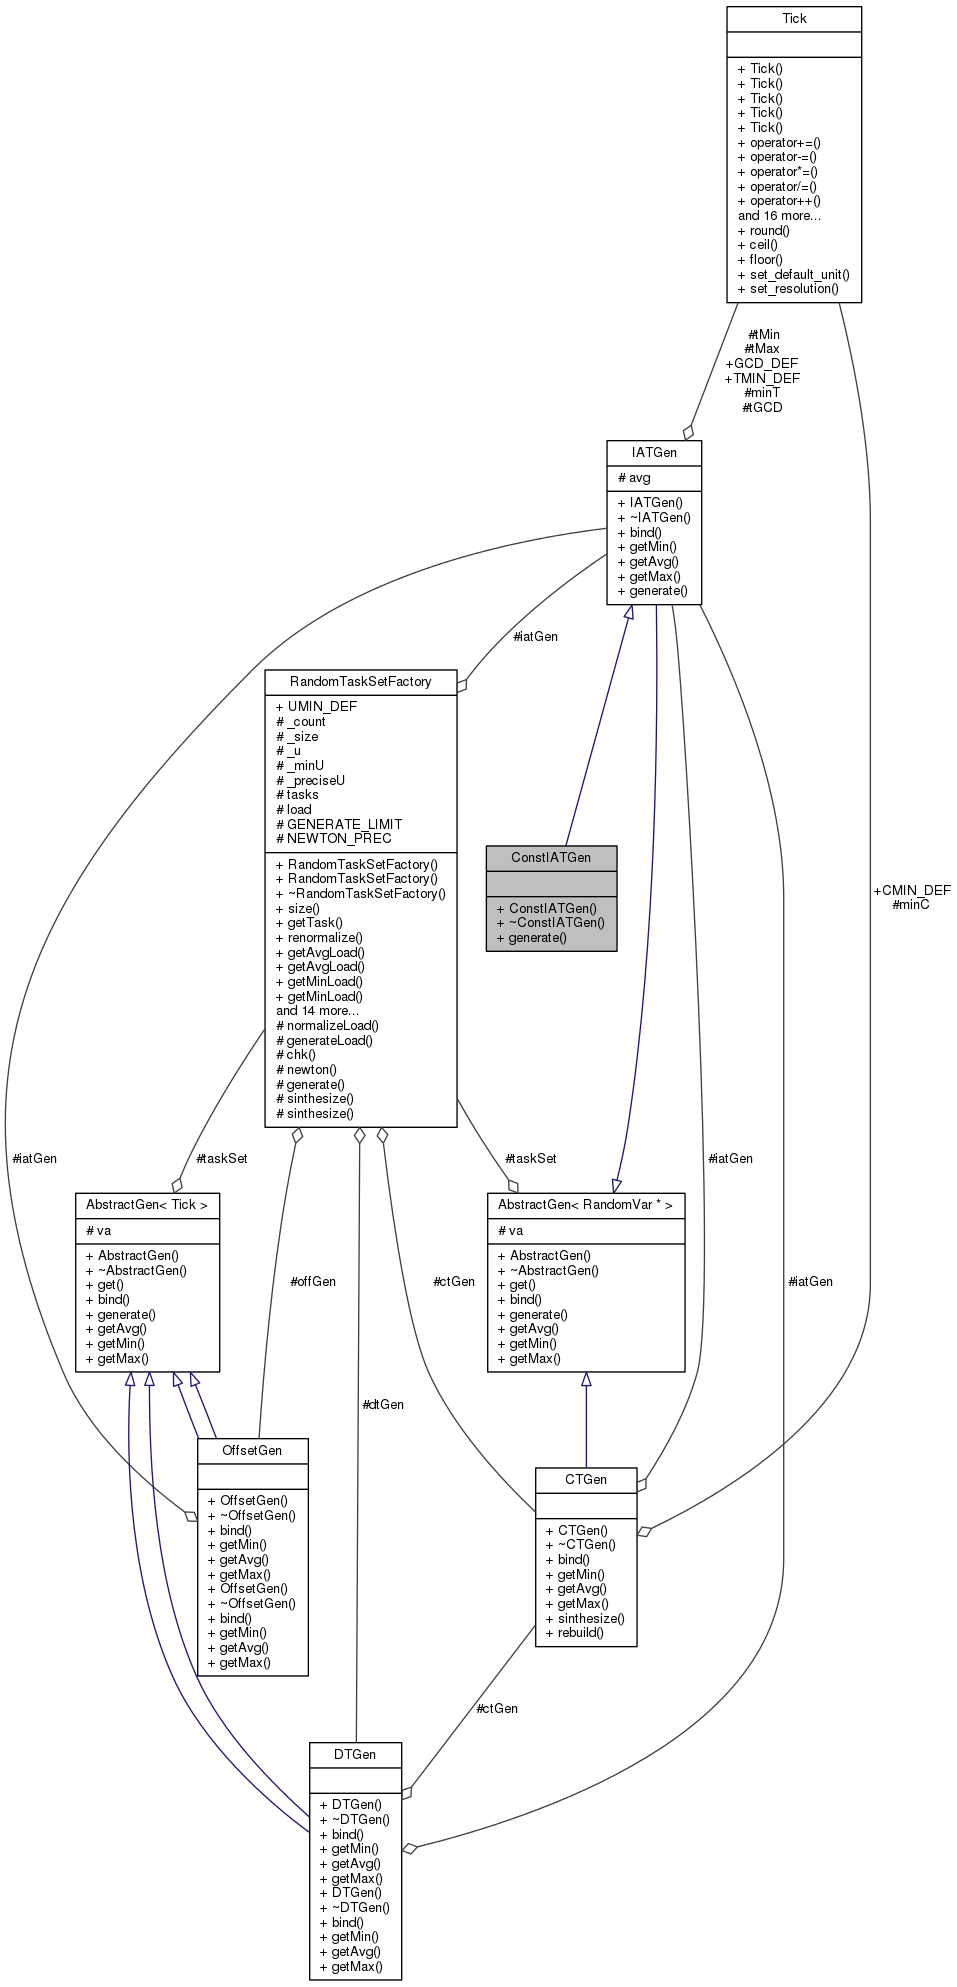 Tick
+ Tick()
+ Tick()
+ Tick()
+ Tick()
+ Tick()
+ operator+=()
+ operator-=()
+ operator*=()
+ operator/=()
+ operator++()
and 16 more...
+ round()
+ ceil()
+ floor()
+ set_default_unit()
+ set_resolution()
#tMin
#tMax
+GCD_DEF
+TMIN_DEF
#minT
#tGCD
IATGen
# avg
+ IATGen()
+ ~IATGen()
+ bind()
+ getMin()
+ getAvg()
+ getMax()
+ generate()
#iatGen
RandomTaskSetFactory
+ UMIN_DEF
# _count
# _size
# _u
# _minU
# _preciseU
# tasks
# load
# GENERATE_LIMIT
# NEWTON_PREC
+ RandomTaskSetFactory()
+ RandomTaskSetFactory()
+ ~RandomTaskSetFactory()
+ size()
+ getTask()
+ renormalize()
+ getAvgLoad()
+ getAvgLoad()
+ getMinLoad()
+ getMinLoad()
and 14 more...
# normalizeLoad()
# generateLoad()
# chk()
# newton()
# generate()
# sinthesize()
# sinthesize()
ConstIATGen
+ ConstIATGen()
+ ~ConstIATGen()
+ generate()
+CMIN_DEF
#minC
#iatGen
#taskSet
#taskSet
#iatGen
AbstractGen< Tick >
# va
+ AbstractGen()
+ ~AbstractGen()
+ get()
+ bind()
+ generate()
+ getAvg()
+ getMin()
+ getMax()
#offGen
#ctGen
AbstractGen< RandomVar * >
# va
+ AbstractGen()
+ ~AbstractGen()
+ get()
+ bind()
+ generate()
+ getAvg()
+ getMin()
+ getMax()
#iatGen
#dtGen
OffsetGen
+ OffsetGen()
+ ~OffsetGen()
+ bind()
+ getMin()
+ getAvg()
+ getMax()
+ OffsetGen()
+ ~OffsetGen()
+ bind()
+ getMin()
+ getAvg()
+ getMax()
CTGen
+ CTGen()
+ ~CTGen()
+ bind()
+ getMin()
+ getAvg()
+ getMax()
+ sinthesize()
+ rebuild()
#ctGen
DTGen
+ DTGen()
+ ~DTGen()
+ bind()
+ getMin()
+ getAvg()
+ getMax()
+ DTGen()
+ ~DTGen()
+ bind()
+ getMin()
+ getAvg()
+ getMax()